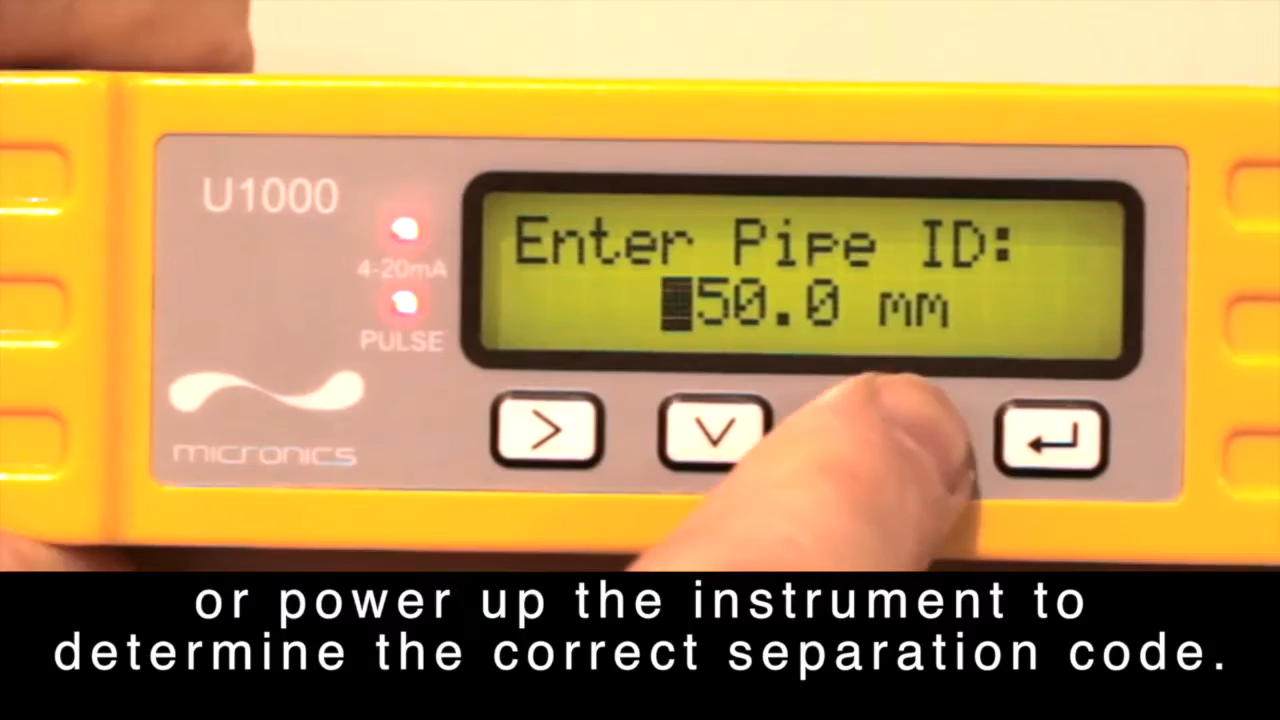 U1000
4-20mA
PULSE
micronics
Enter Pipe ID:
50.0 mm
or power up the instrument to
determine the correct separation code.